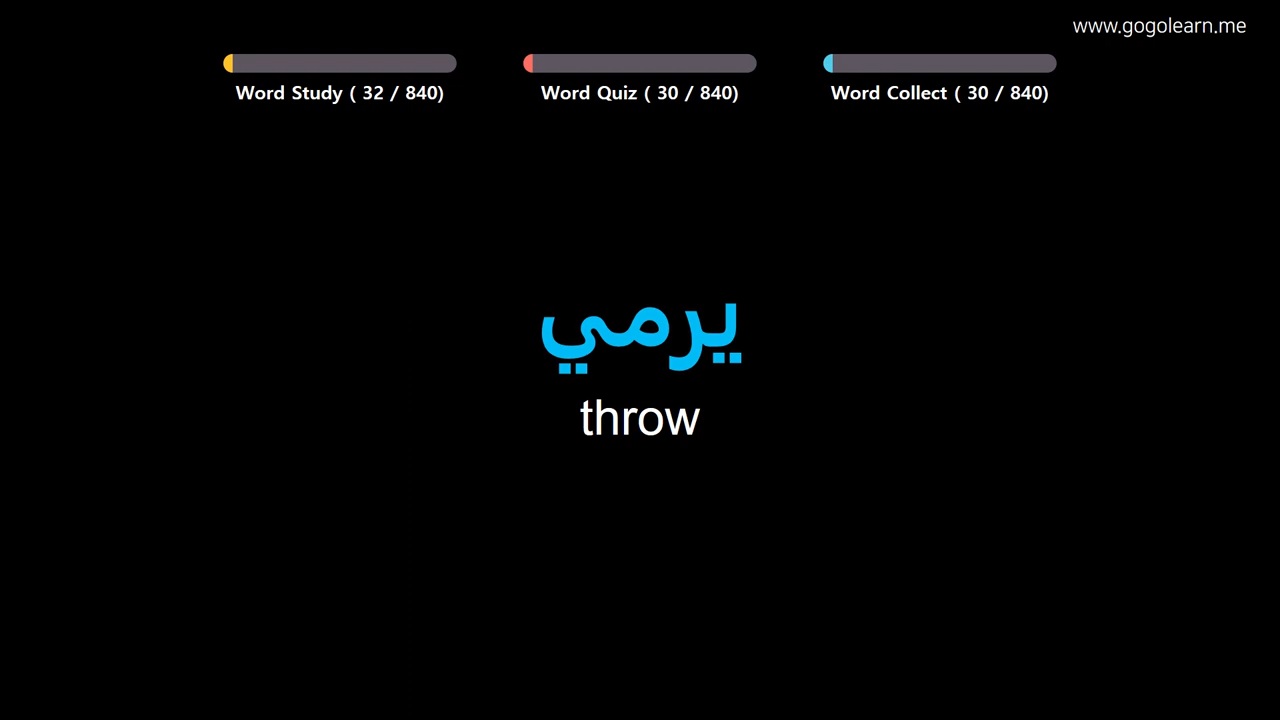 www.gogolearn.me
Word Study ( 32 / 840)
Word Quiz ( 30 / 840)
Word Collect ( 30 / 840)
يرمي
throw